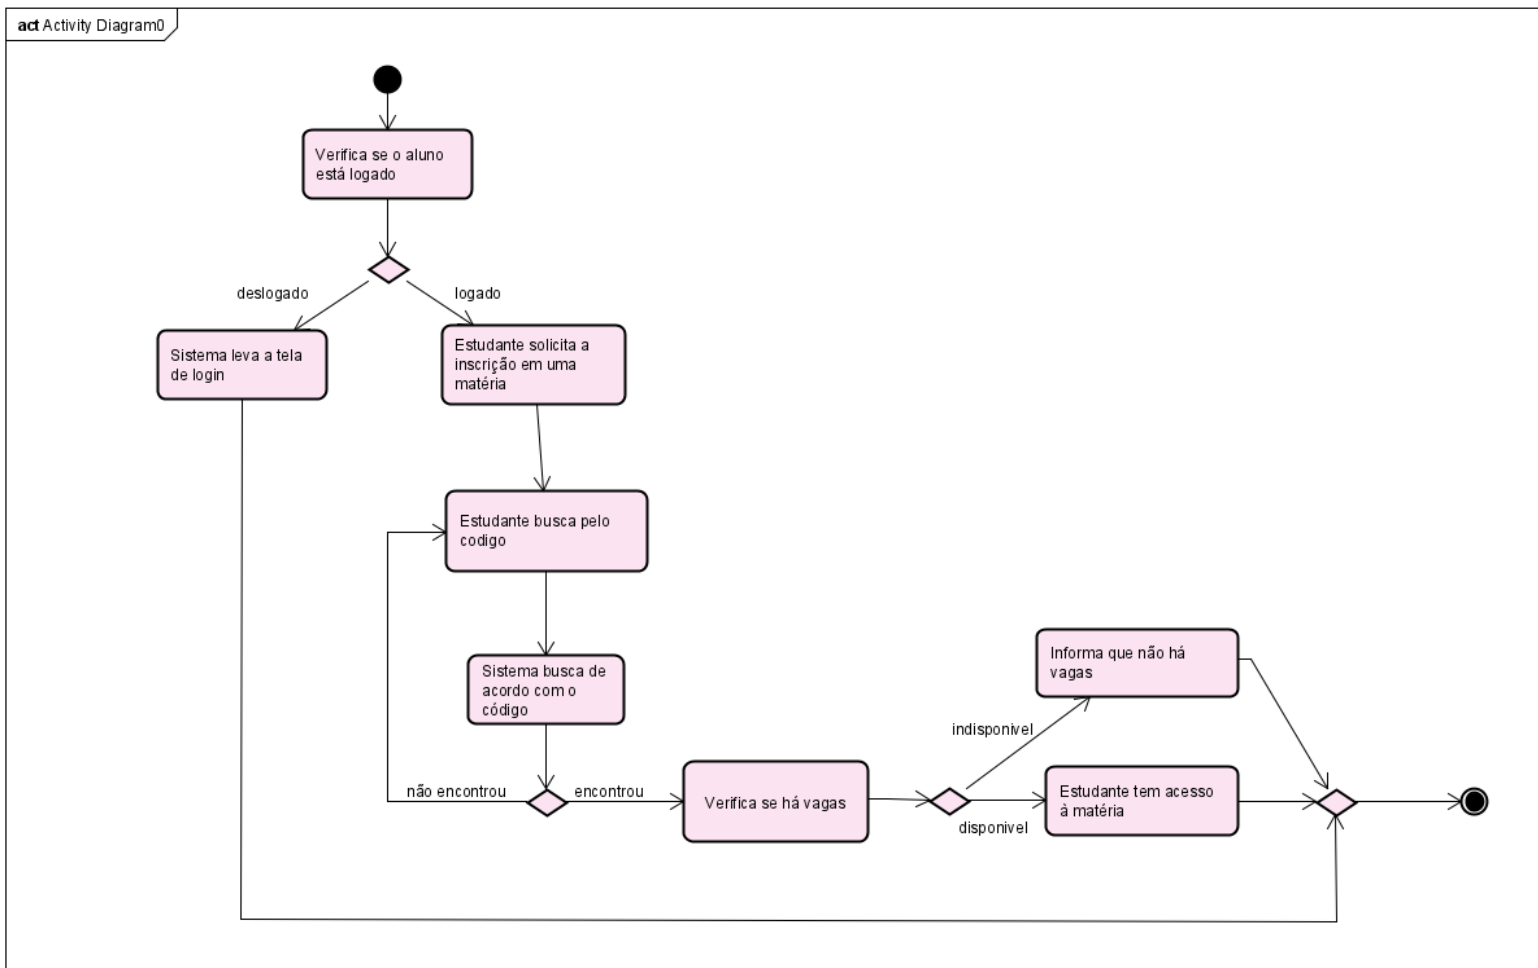 act Activity Diagram0
Verifica se o aluno
está logado
deslogado
logado
Sistema leva a tela
de login
Estudante solicita a
inscrição em uma
matéria
Estudante busca pelo
codigo
Sistema busca de
acordo com o
código
não encontrou
encontrou
Verifica se há vagas
indisponivel
disponivel
Informa que não há
vagas
Estudante tem acesso
à matéria